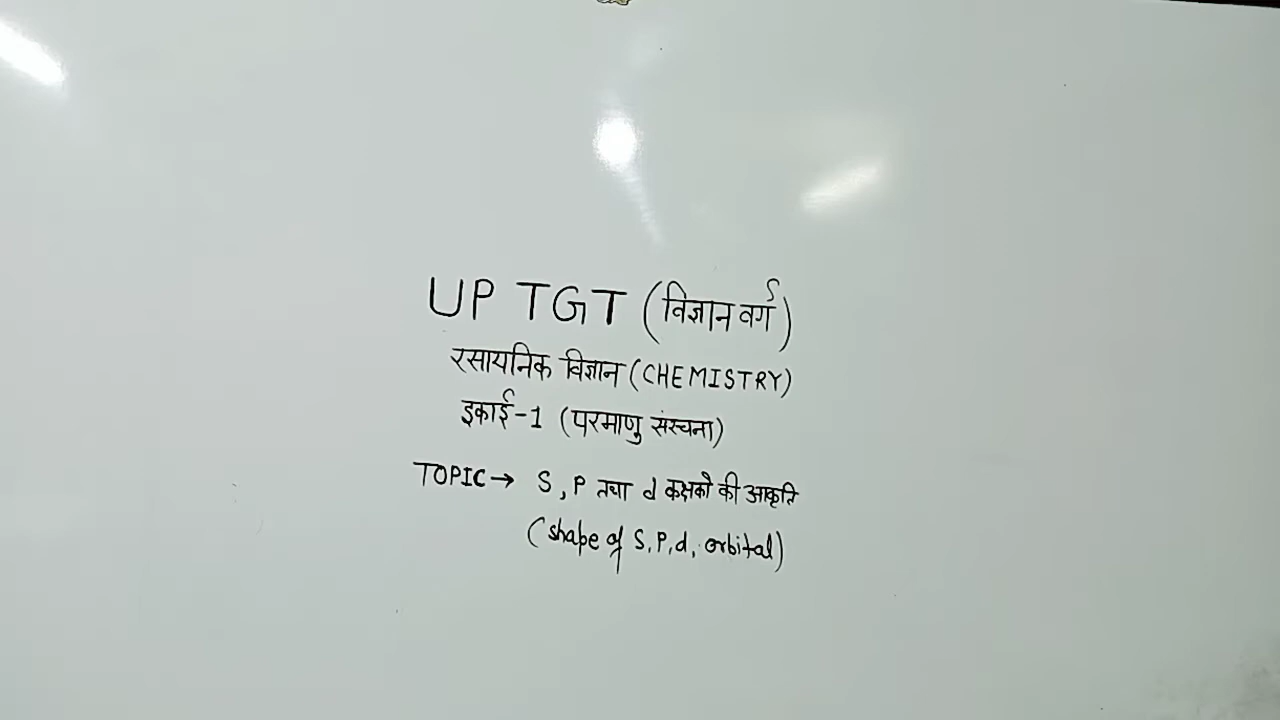 UP TGT (विज्ञान वर्ग)
रसायनिक विज्ञान (CHEMISTRY)
इकाई-1 (परमाणु संरचना)
TOPIC→ S, P तथा d कक्षको की आकृति
(shape of S, P, d, orbital)